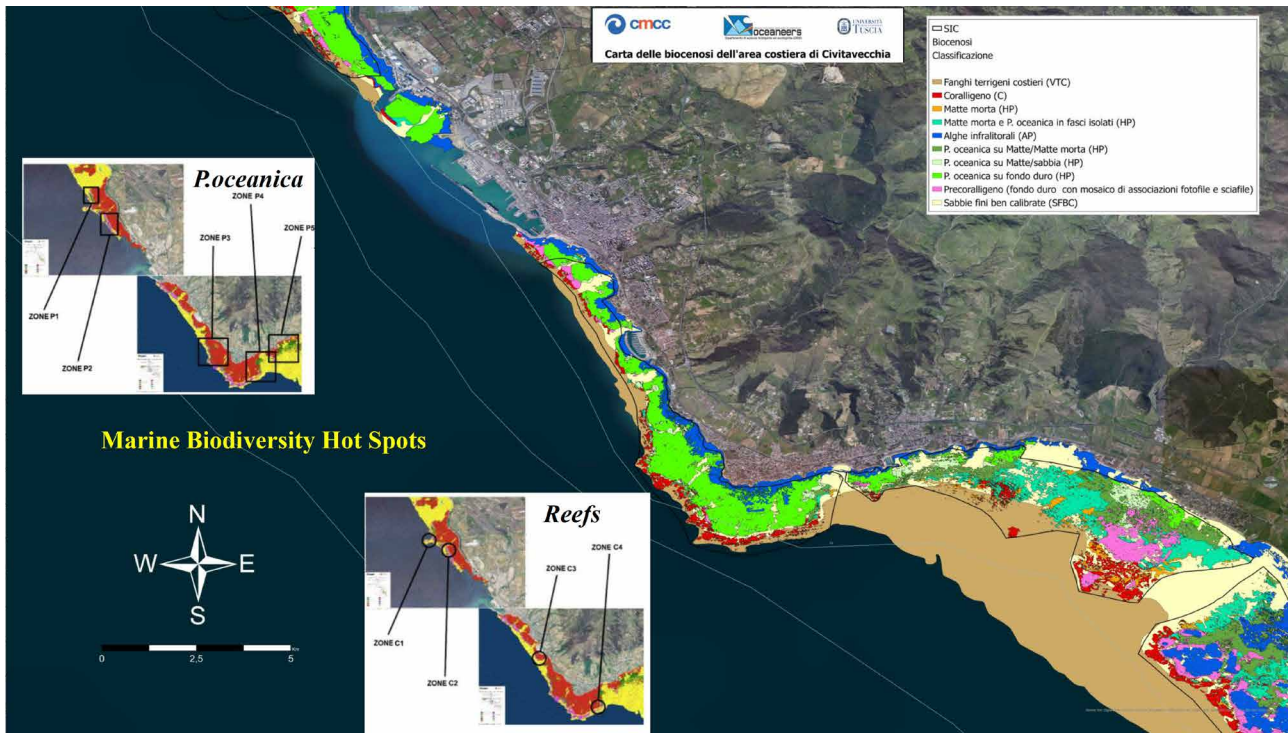 cmcc
oceaneers
UNIVERSITÀ
TUSCIA
Carta delle biocenosi dell'area costiera di Civitavecchia
SIC
Biocenosi
Classificazione
Fanghi terrigeni costieri (VTC)
Coralligeno (C)
Matte morta (HP)
Matte morta e P. oceanica in fasci isolati (HP)
Alghe infralitorali (AP)
P. oceanica su Matte/Matte morta (HP)
P. oceanica su Matte/sabbia (HP)
P. oceanica su fondo duro (HP)
Precoralligeno (fondo duro con mosaico di associazioni fotofile e sciafile)
Sabbie fini ben calibrate (SFBC)
P.oceanica
ZONE P4
ZONE P3
ZONE P5
ZONE P1
ZONE P2
Marine Biodiversity Hot Spots
N
W E
S
0 2,5 5 Km
Reefs
ZONE C4
ZONE C3
ZONE C1
ZONE C2